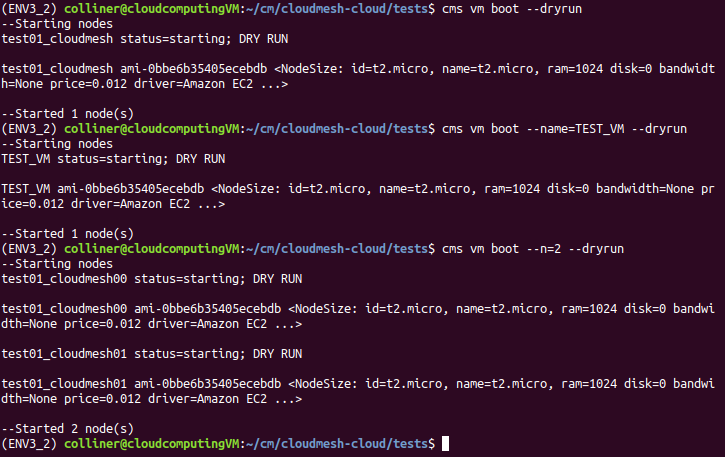 (ENV3_2) colliner@cloudcomputingVM:~/cm/cloudmesh-cloud/tests$ cms vm boot --dryrun
--Starting nodes
test01_cloudmesh status=starting; DRY RUN
test01_cloudmesh ami-0bbe6b35405ecebdb <NodeSize: id=t2.micro, name=t2.micro, ram=1024 disk=0 bandwidt
h=None price=0.012 driver=Amazon EC2 ...>
--Started 1 node(s)
(ENV3_2) colliner@cloudcomputingVM:~/cm/cloudmesh-cloud/tests$ cms vm boot --name=TEST_VM --dryrun
--Starting nodes
TEST_VM status=starting; DRY RUN
TEST_VM ami-0bbe6b35405ecebdb <NodeSize: id=t2.micro, name=t2.micro, ram=1024 disk=0 bandwidth=None pr
ice=0.012 driver=Amazon EC2 ...>
--Started 1 node(s)
(ENV3_2) colliner@cloudcomputingVM:~/cm/cloudmesh-cloud/tests$ cms vm boot --n=2 --dryrun
--Starting nodes
test01_cloudmesh00 status=starting; DRY RUN
test01_cloudmesh00 ami-0bbe6b35405ecebdb <NodeSize: id=t2.micro, name=t2.micro, ram=1024 disk=0 bandwi
dth=None price=0.012 driver=Amazon EC2 ...>
test01_cloudmesh01 status=starting; DRY RUN
test01_cloudmesh01 ami-0bbe6b35405ecebdb <NodeSize: id=t2.micro, name=t2.micro, ram=1024 disk=0 bandwi
dth=None price=0.012 driver=Amazon EC2 ...>
--Started 2 node(s)
(ENV3_2) colliner@cloudcomputingVM:~/cm/cloudmesh-cloud/tests$